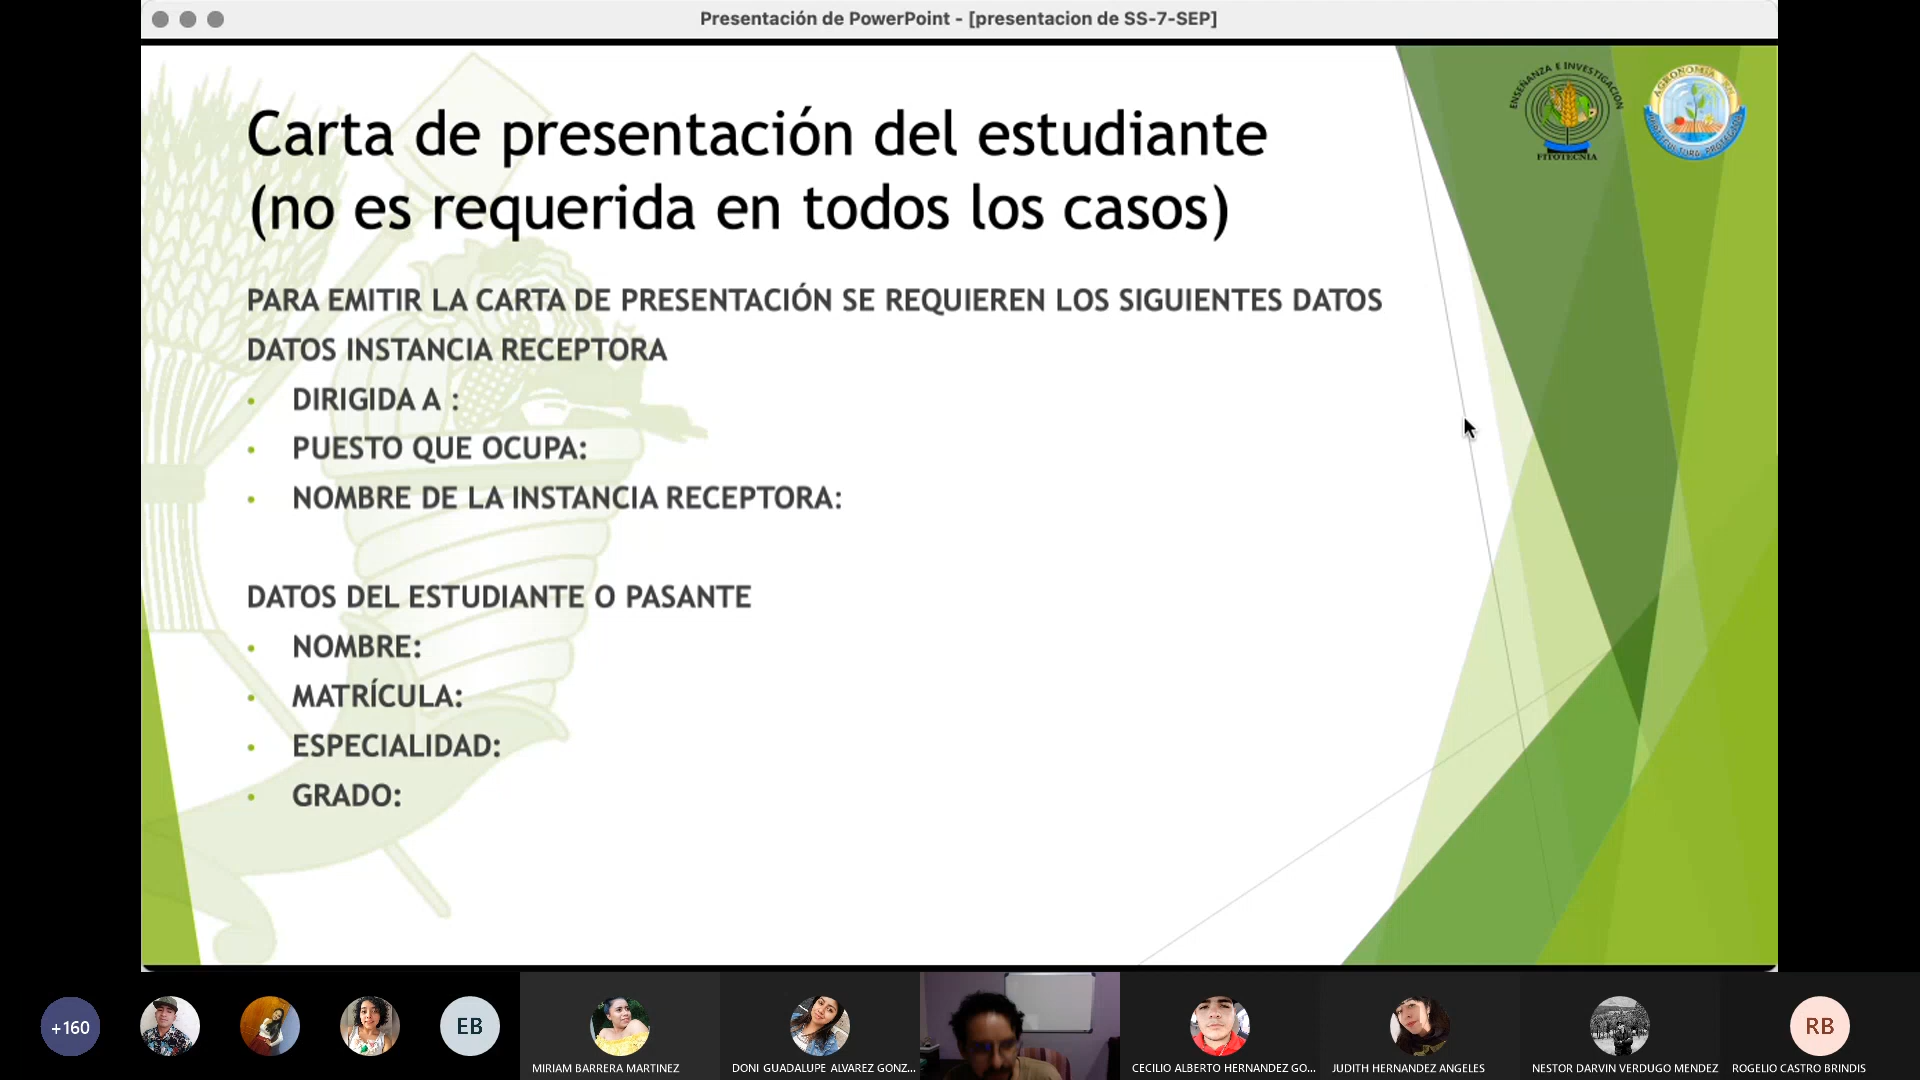 Presentación de PowerPoint - [presentacion de SS-7-SEP]
ENSEÑANZA E INVESTIGACION
FITOTECNIA
Carta de presentación del estudiante
(no es requerida en todos los casos)
PARA EMITIR LA CARTA DE PRESENTACIÓN SE REQUIEREN LOS SIGUIENTES DATOS
DATOS INSTANCIA RECEPTORA
• DIRIGIDA A :
• PUESTO QUE OCUPA:
• NOMBRE DE LA INSTANCIA RECEPTORA:
DATOS DEL ESTUDIANTE O PASANTE
• NOMBRE:
• MATRÍCULA:
• ESPECIALIDAD:
• GRADO:
+160
EB
RB
MIRIAM BARRERA MARTINEZ
DONI GUADALUPE ALVAREZ GONZ...
CECILIO ALBERTO HERNANDEZ GO...
JUDITH HERNANDEZ ANGELES
NESTOR DARVIN VERDUGO MENDEZ
ROGELIO CASTRO BRINDIS